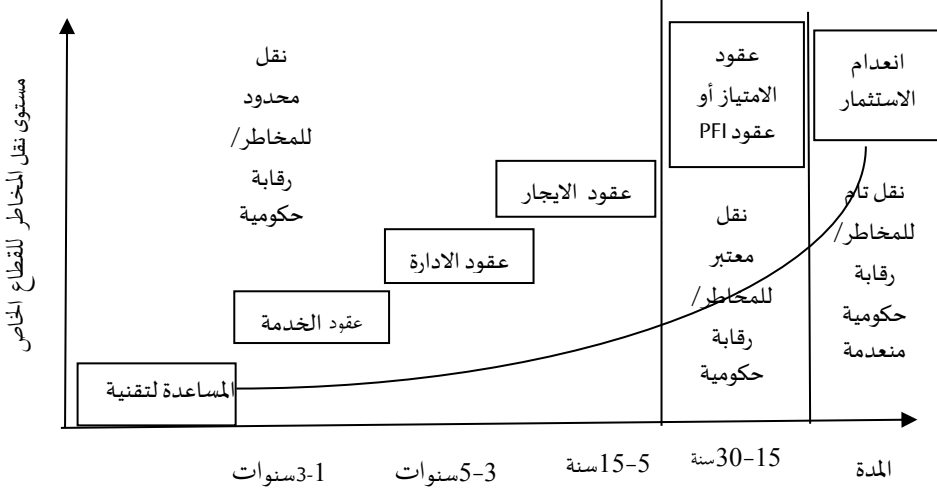 مستوى نقل المخاطر للقطاع الخاص
نقل
محدود
للمخاطر/
رقابة
حكومية
عقود
الامتياز أو
عقود PFI
انعدام
الاستثمار
عقود الايجار
عقود الادارة
عقود الخدمة
المساعدة لتقنية
نقل
معتبر
للمخاطر/
رقابة
حكومية
نقل تام
للمخاطر/
رقابة
حكومية
منعدمة
1-3سنوات
3-5سنوات
5-15سنة
15-30سنة
المدة